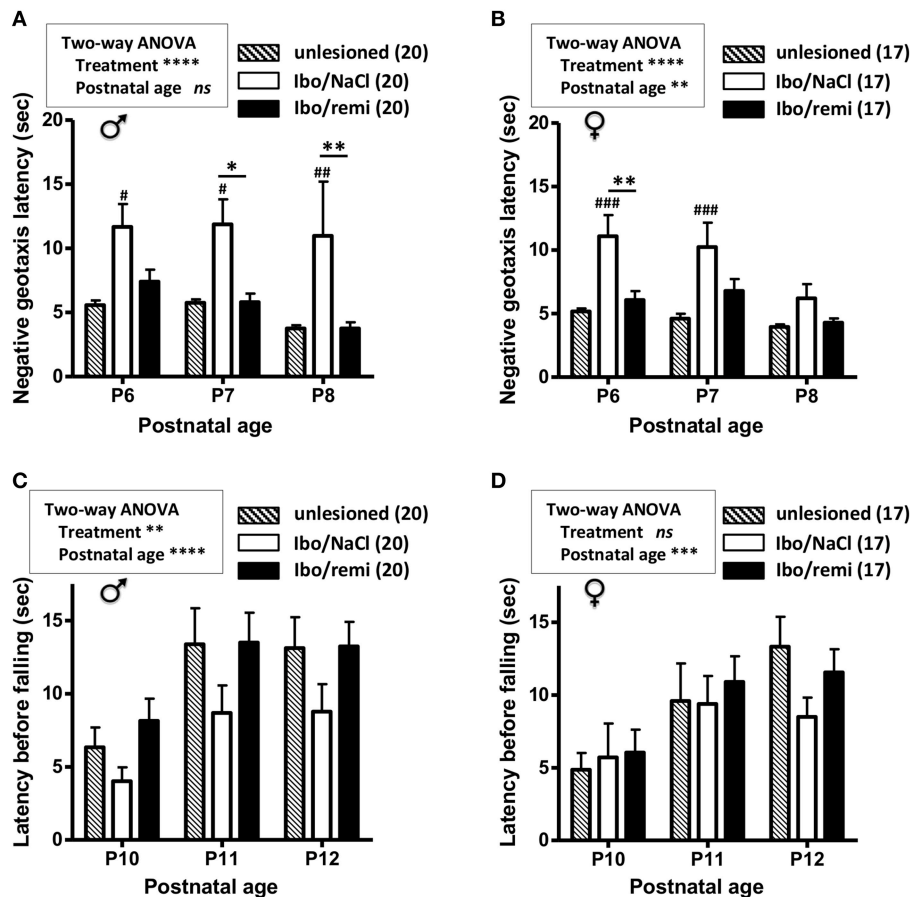 A
Two-way ANOVA
Treatment ****
Postnatal age ns
unlesioned (20)
Ibo/NaCl (20)
Ibo/remi (20)
♂
Negative geotaxis latency (sec)
20
15
10
5
0
#
#
*
##
**
P6
P7
P8
Postnatal age
B
Two-way ANOVA
Treatment ****
Postnatal age **
unlesioned (17)
Ibo/NaCl (17)
Ibo/remi (17)
♀
Negative geotaxis latency (sec)
20
15
10
5
0
###
**
###
P6
P7
P8
Postnatal age
C
Two-way ANOVA
Treatment **
Postnatal age ****
unlesioned (20)
Ibo/NaCl (20)
Ibo/remi (20)
♂
Latency before falling (sec)
15
10
5
0
P10
P11
P12
Postnatal age
D
Two-way ANOVA
Treatment ns
Postnatal age ***
unlesioned (17)
Ibo/NaCl (17)
Ibo/remi (17)
♀
Latency before falling (sec)
15
10
5
0
P10
P11
P12
Postnatal age